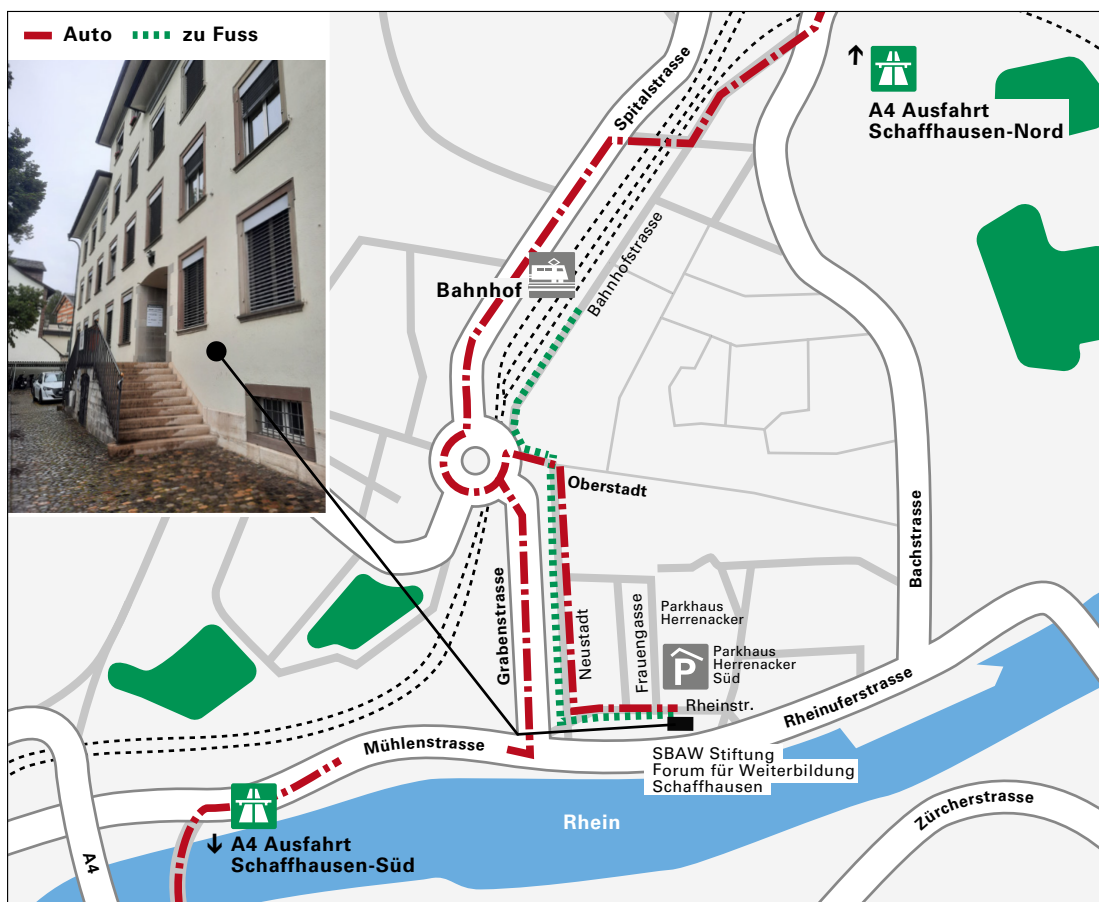 Auto
zu Fuss
A4 Ausfahrt
Schaffhausen-Nord
Spitalstrasse
Bahnhofstrasse
Bahnhof
Oberstadt
Bachstrasse
Grabenstrasse
Neustadt
Frauengasse
Parkhaus
Herrenacker
P
Parkhaus
Herrenacker
Süd
Rheinstr.
Rheinuferstrasse
Mühlenstrasse
SBAW Stiftung
Forum für Weiterbildung
Schaffhausen
Rhein
Zürcherstrasse
A4 Ausfahrt
Schaffhausen-Süd
A4